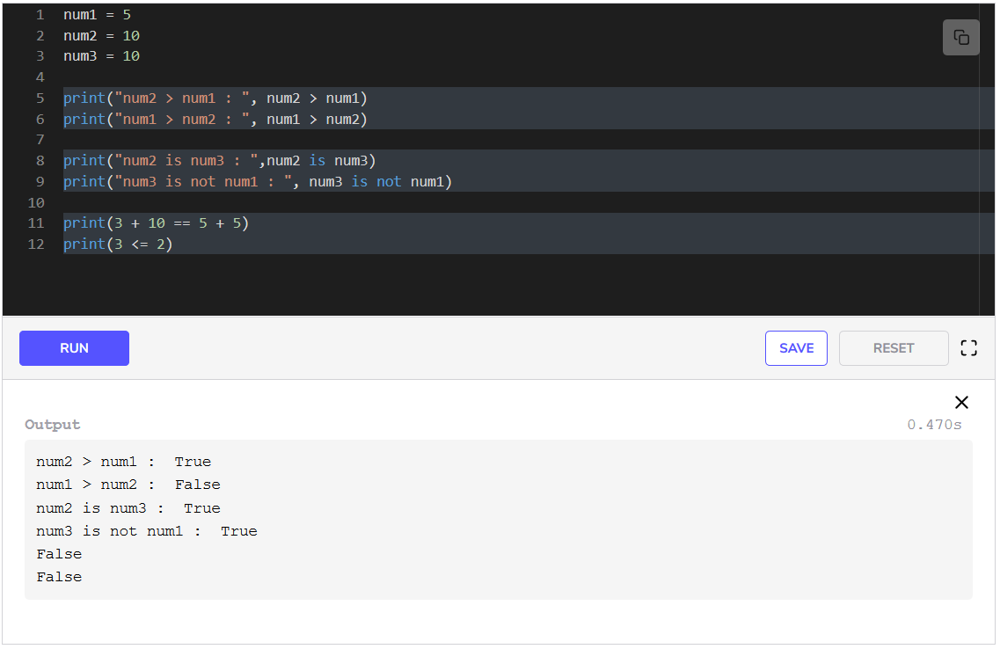 1 num1 = 5
2 num2 = 10
3 num3 = 10
4
5 print("num2 > num1 : ", num2 > num1)
6 print("num1 > num2 : ", num1 > num2)
7
8 print("num2 is num3 : ",num2 is num3)
9 print("num3 is not num1 : ", num3 is not num1)
10
11 print(3 + 10 == 5 + 5)
12 print(3 <= 2)
RUN SAVE RESET
Output 0.470s
num2 > num1 :  True
num1 > num2 :  False
num2 is num3 :  True
num3 is not num1 :  True
False
False